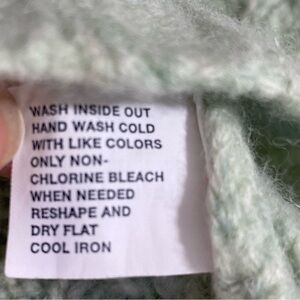 WASH INSIDE OUT
HAND WASH COLD
WITH LIKE COLORS
ONLY NON-
CHLORINE BLEACH
WHEN NEEDED
RESHAPE AND
DRY FLAT
COOL IRON